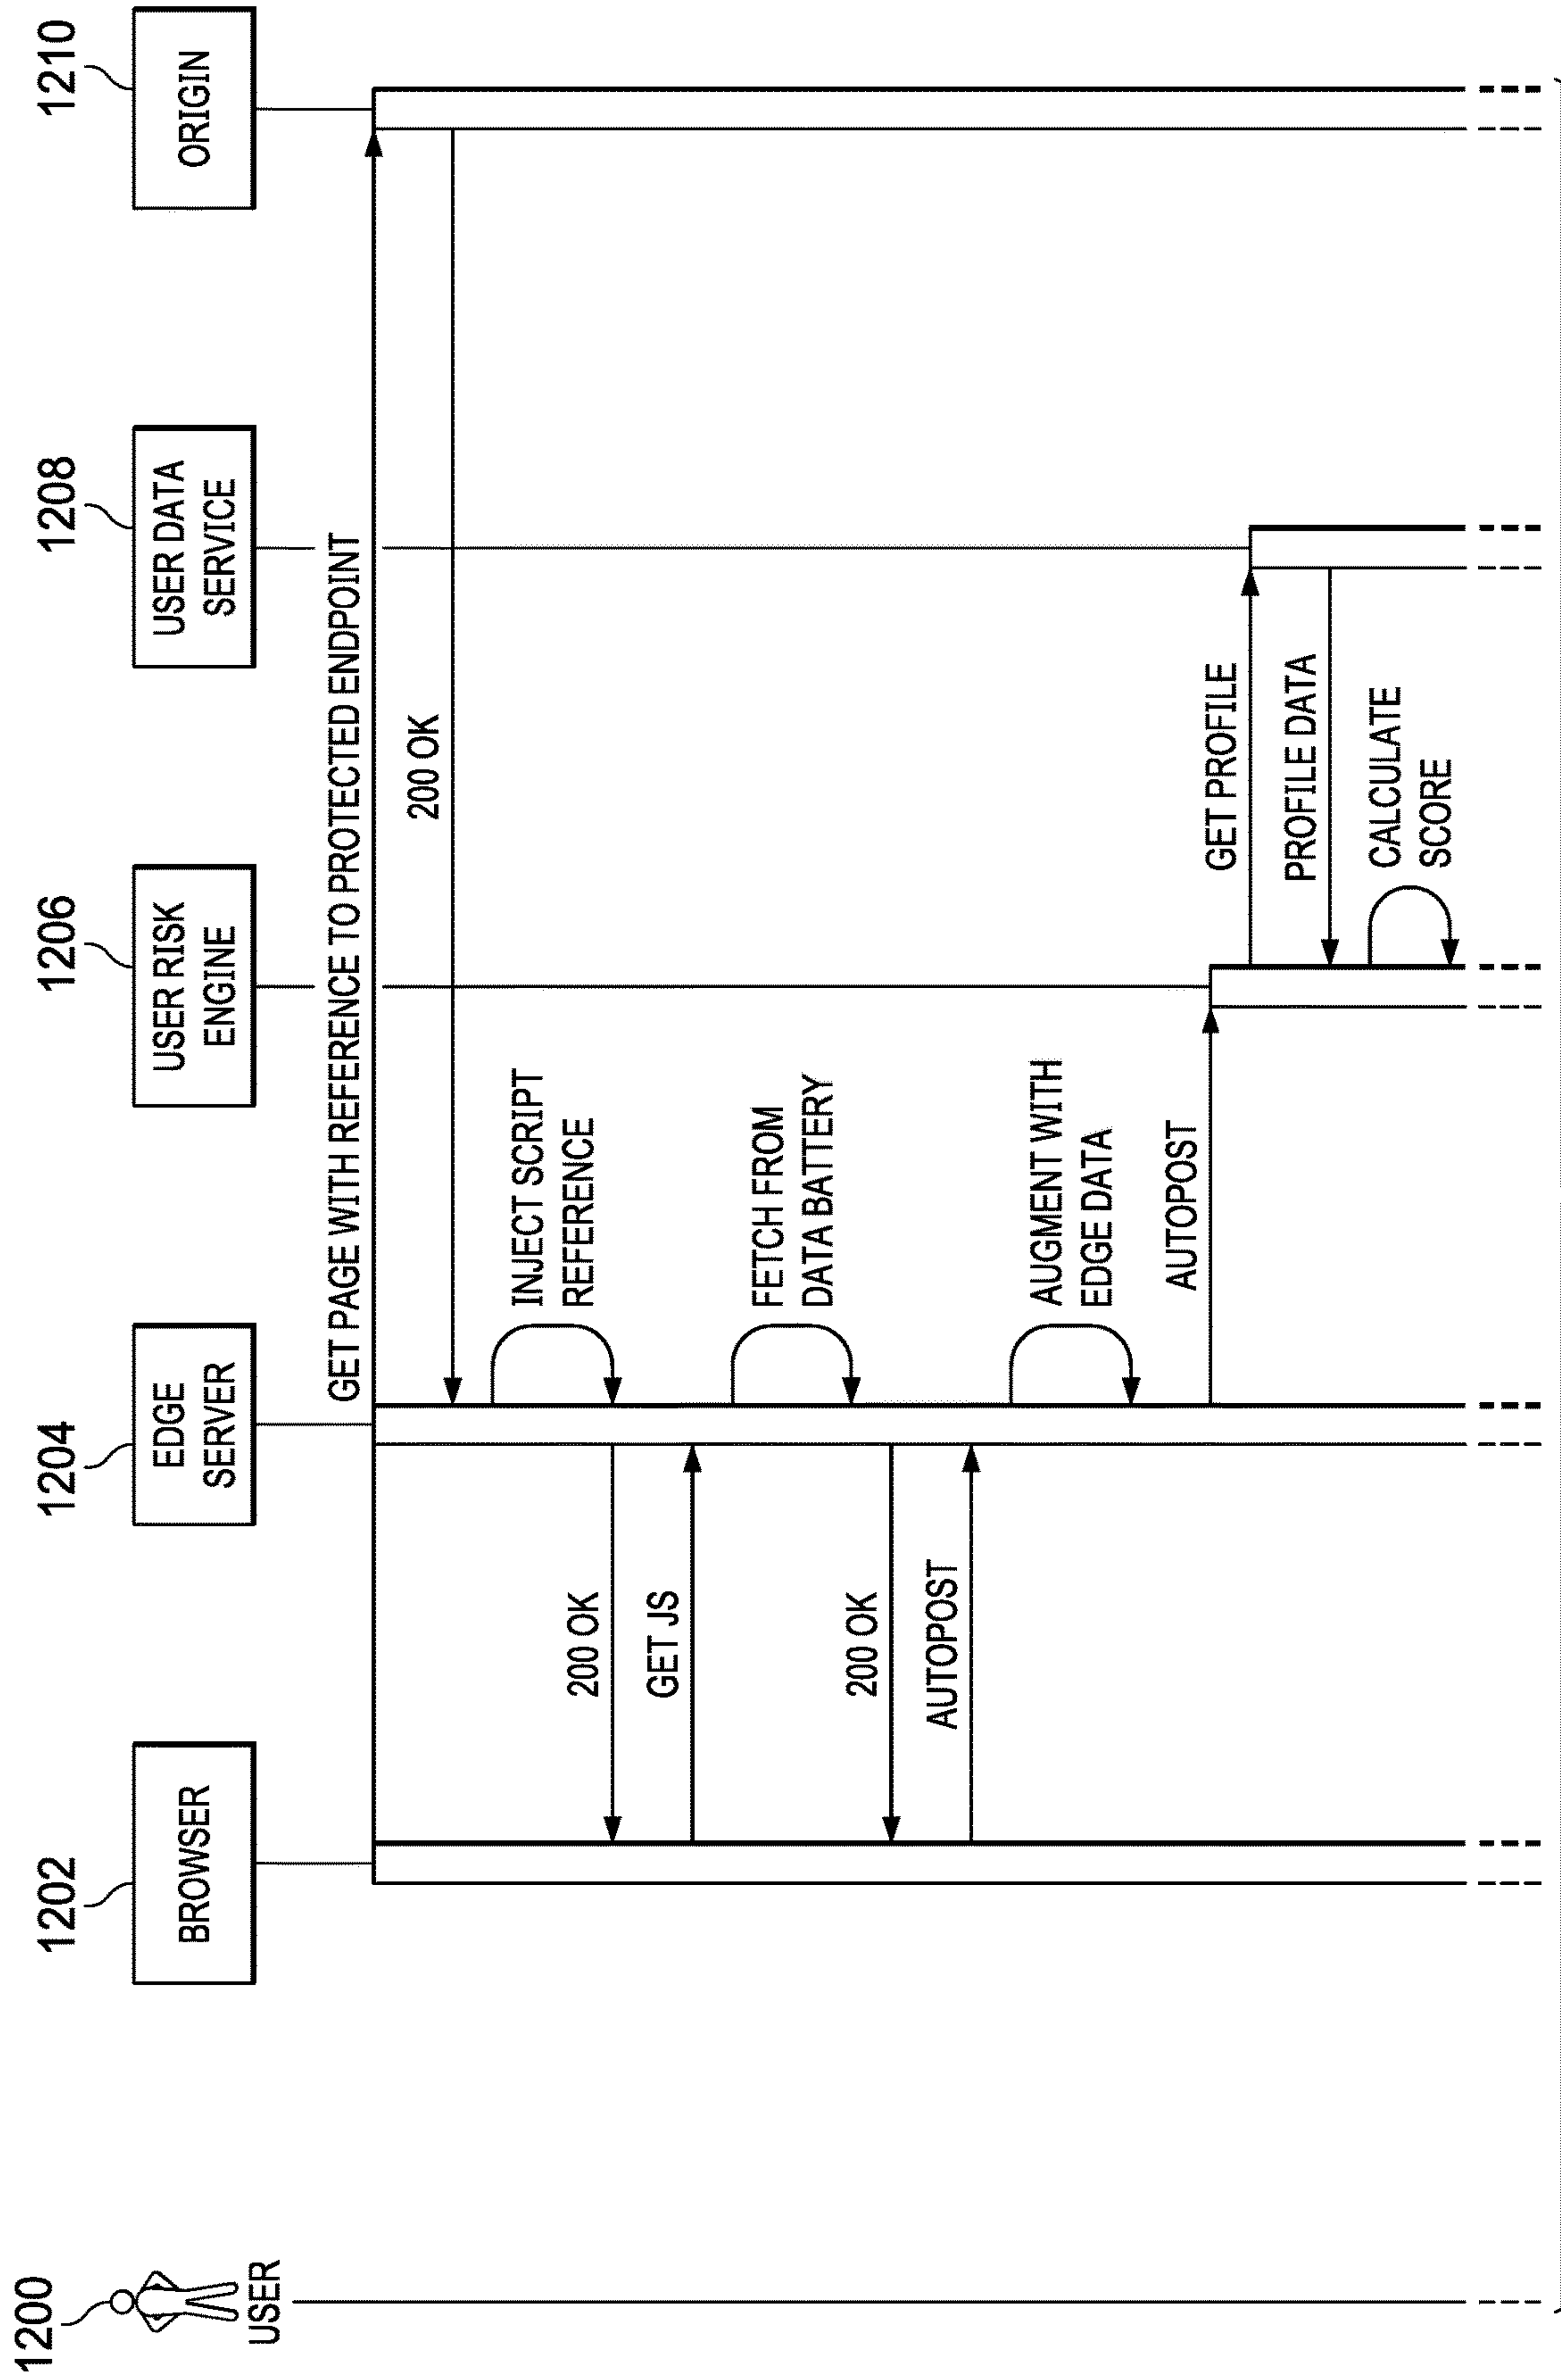 1200
USER
1202
BROWSER
1204
EDGE
SERVER
1206
USER RISK
ENGINE
1208
USER DATA
SERVICE
1210
ORIGIN
GET PAGE WITH REFERENCE TO PROTECTED ENDPOINT
200 OK
INJECT SCRIPT
REFERENCE
200 OK
GET JS
FETCH FROM
DATA BATTERY
200 OK
AUTOPOST
AUGMENT WITH
EDGE DATA
AUTOPOST
GET PROFILE
PROFILE DATA
CALCULATE
SCORE